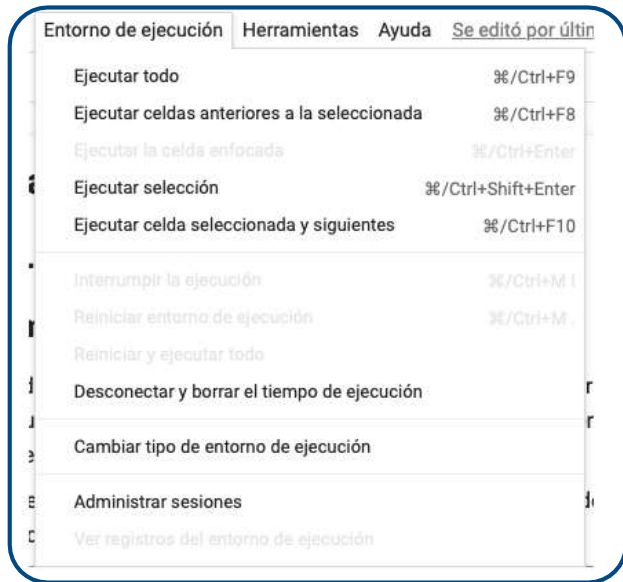 Entorno de ejecución Herramientas Ayuda Se editó por últin
Ejecutar todo ⌘/Ctrl+F9
Ejecutar celdas anteriores a la seleccionada ⌘/Ctrl+F8
Ejecutar la celda enfocada ⌘/Ctrl+Enter
Ejecutar selección ⌘/Ctrl+Shift+Enter
Ejecutar celda seleccionada y siguientes ⌘/Ctrl+F10
Interrumpir la ejecución ⌘/Ctrl+M I
Reiniciar entorno de ejecución ⌘/Ctrl+M .
Reiniciar y ejecutar todo
Desconectar y borrar el tiempo de ejecución
Cambiar tipo de entorno de ejecución
Administrar sesiones
Ver registros del entorno de ejecución